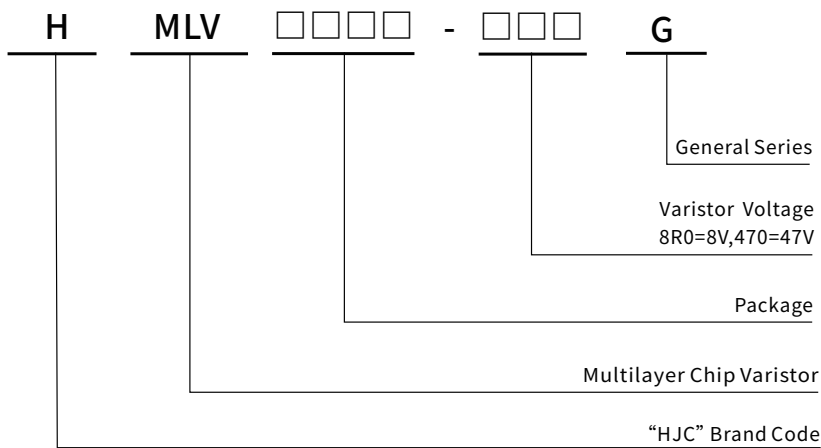 H MLV □□□□ - □□□ G
General Series
Varistor Voltage
8R0=8V,470=47V
Package
Multilayer Chip Varistor
“HJC” Brand Code